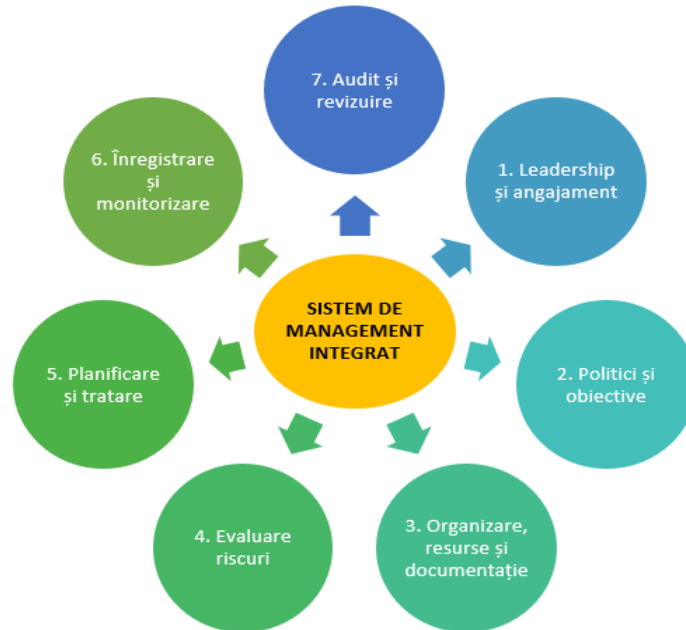 7. Audit și
revizuire
1. Leadership
și angajament
2. Politici și
obiective
3. Organizare,
resurse și
documentație
4. Evaluare
riscuri
5. Planificare
și tratare
6. Înregistrare
și
monitorizare
SISTEM DE
MANAGEMENT
INTEGRAT